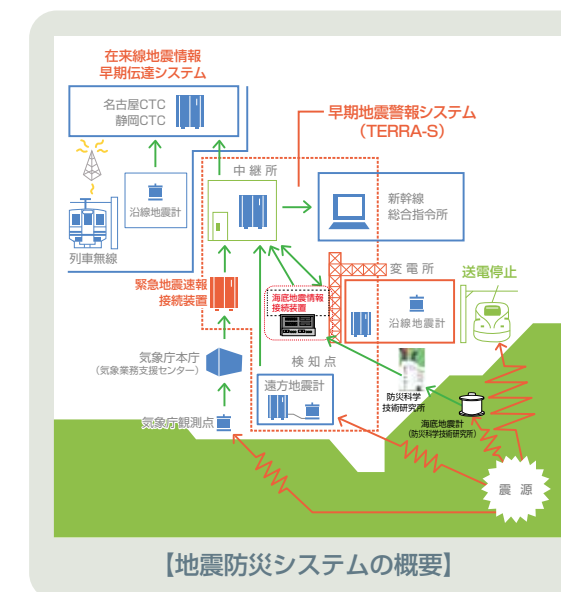 在来線地震情報
早期伝達システム
名古屋CTC
静岡CTC
早期地震警報システム
（TERRA-S）
中継所
沿線地震計
新幹線
総合指令所
列車無線
緊急地震速報
接続装置
海底地震情報
接続装置
変電所
送電停止
沿線地震計
気象庁本庁
（気象業務支援センター）
検知点
遠方地震計
防災科学
技術研究所
海底地震計
（防災科学技術研究所）
気象庁観測点
震源
【地震防災システムの概要】